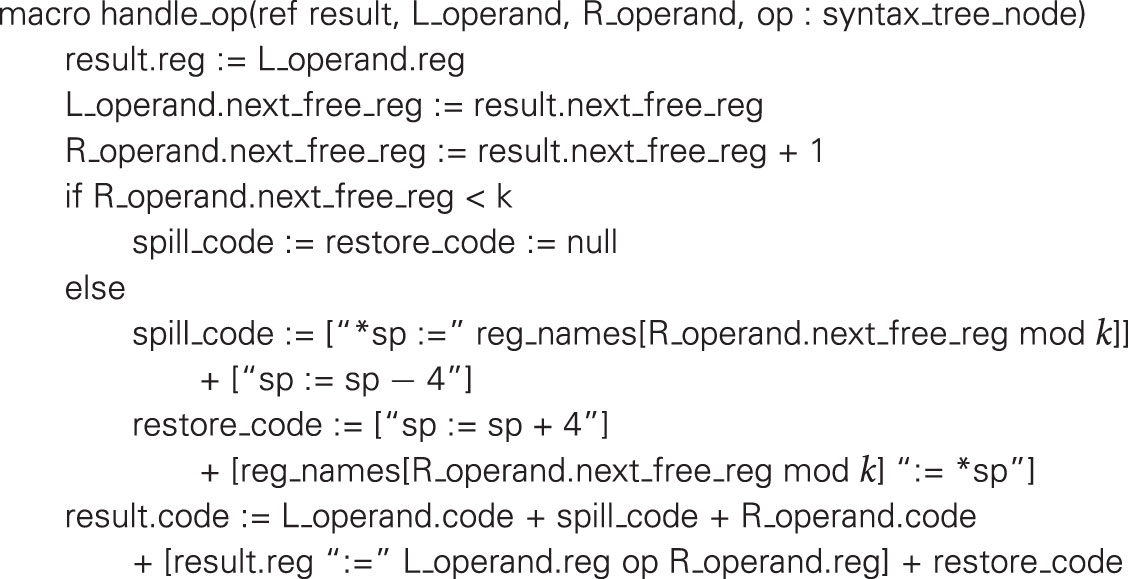 macro handle_op(ref result, L_operand, R_operand, op : syntax_tree_node)
result.reg := L_operand.reg
L_operand.next_free_reg := result.next_free_reg
R_operand.next_free_reg := result.next_free_reg + 1
if R_operand.next_free_reg < k
spill_code := restore_code := null
else
spill_code := [“*sp :=” reg_names[R_operand.next_free_reg mod k]]
+ [“sp := sp − 4”]
restore_code := [“sp := sp + 4”]
+ [reg_names[R_operand.next_free_reg mod k] “:= *sp”]
result.code := L_operand.code + spill_code + R_operand.code
+ [result.reg “:=” L_operand.reg op R_operand.reg] + restore_code